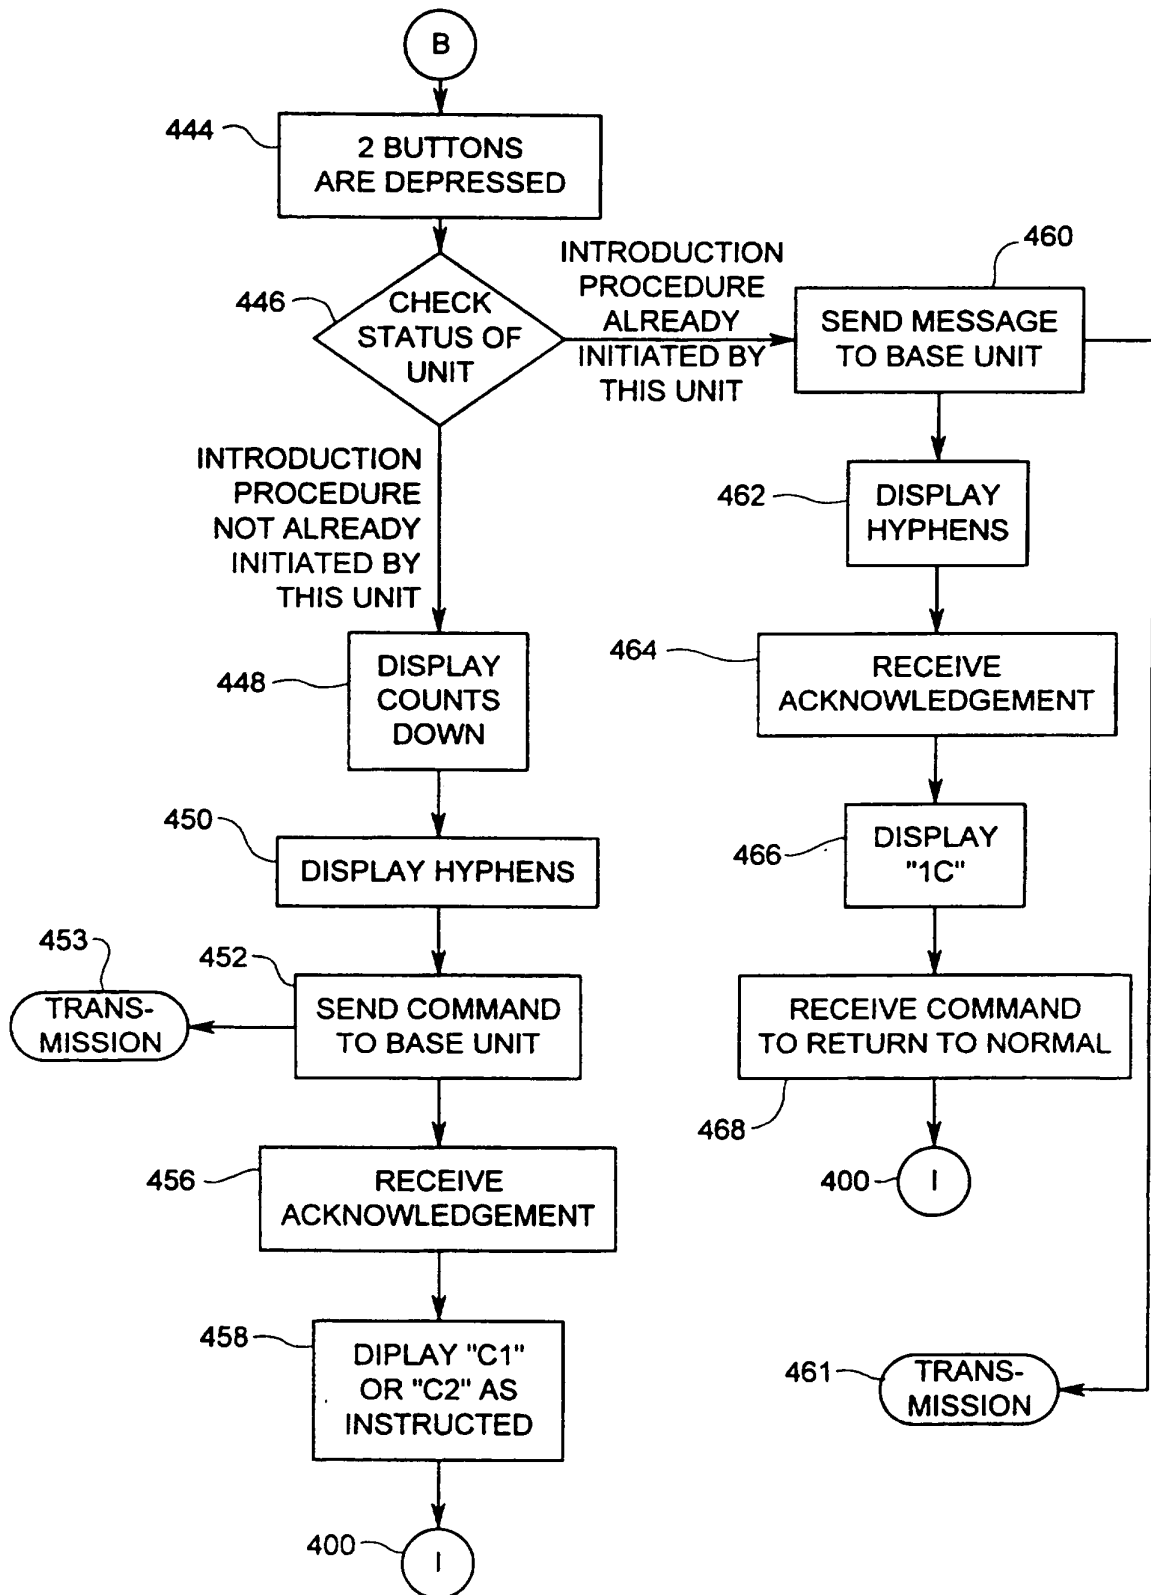 B
444
2 BUTTONS
ARE DEPRESSED
446
CHECK
STATUS OF
UNIT
INTRODUCTION
PROCEDURE
ALREADY
INITIATED BY
THIS UNIT
460
SEND MESSAGE
TO BASE UNIT
INTRODUCTION
PROCEDURE
NOT ALREADY
INITIATED BY
THIS UNIT
462
DISPLAY
HYPHENS
448
DISPLAY
COUNTS
DOWN
464
RECEIVE
ACKNOWLEDGEMENT
450
DISPLAY HYPHENS
466
DISPLAY
"1C"
453
TRANS-
MISSION
452
SEND COMMAND
TO BASE UNIT
RECEIVE COMMAND
TO RETURN TO NORMAL
468
456
RECEIVE
ACKNOWLEDGEMENT
400
I
458
DIPLAY "C1"
OR "C2" AS
INSTRUCTED
461
TRANS-
MISSION
400
I